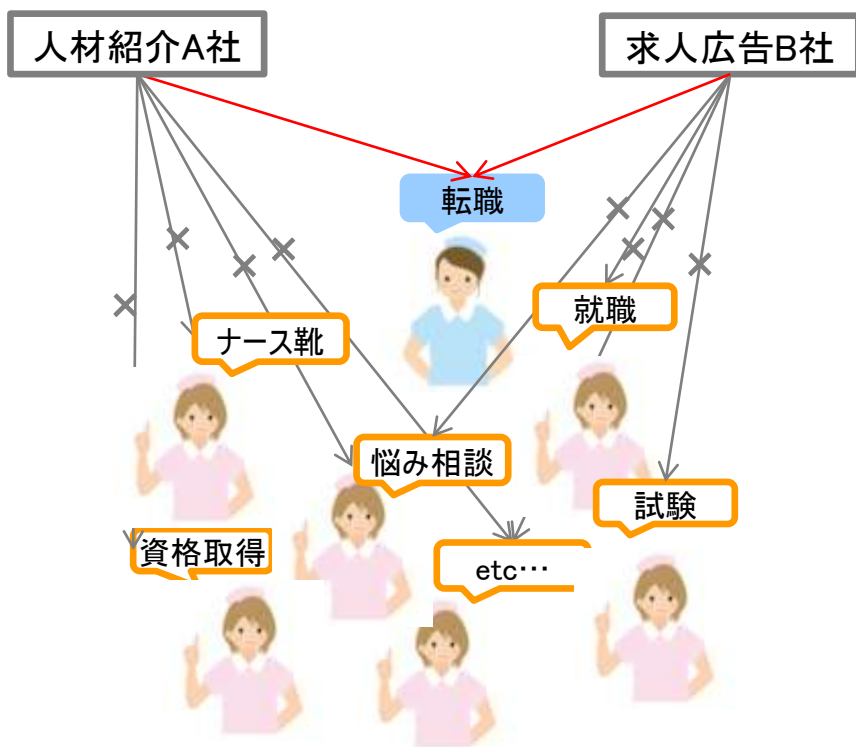 人材紹介A社
求人広告B社
転職
就職
ナース靴
悩み相談
試験
資格取得
etc…